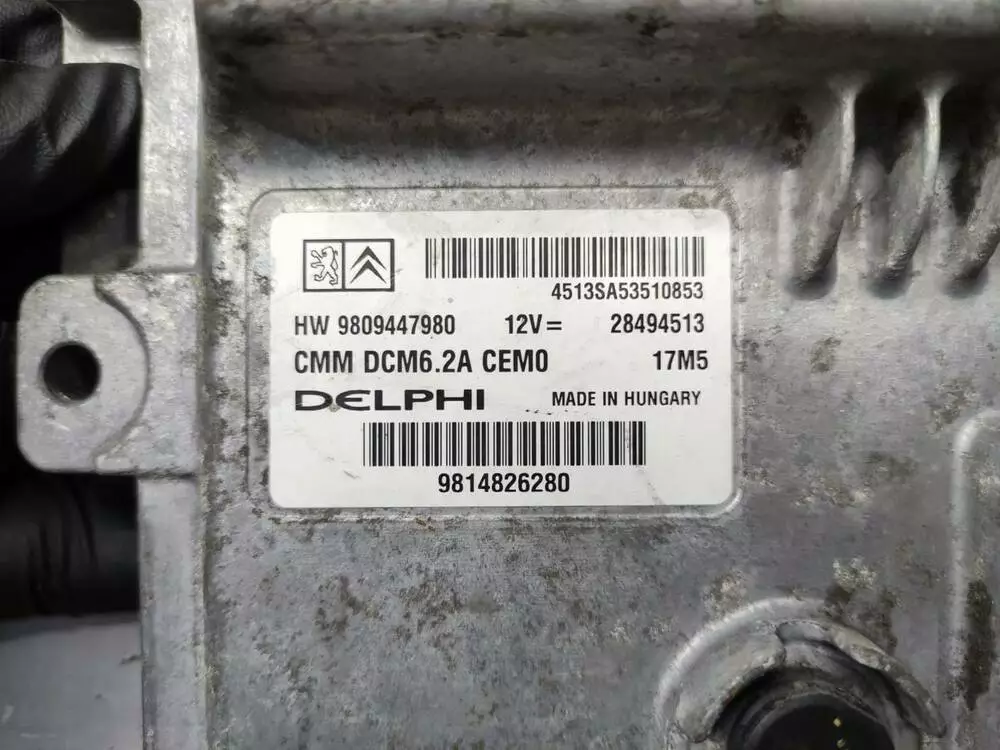 4513SA53510853
HW 9809447980 12V= 28494513
CMM DCM6.2A CEM0 17M5
DELPHI MADE IN HUNGARY
9814826280